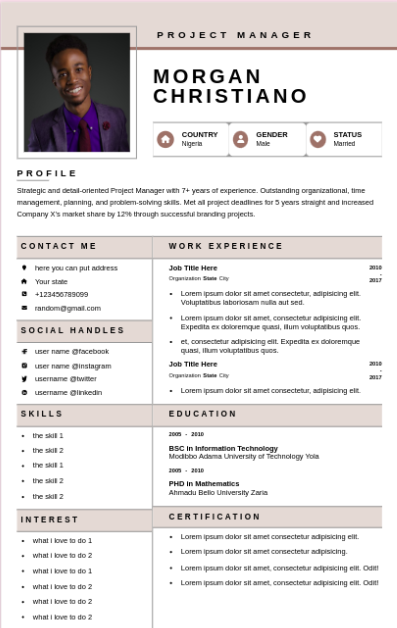 PROJECT MANAGER
MORGAN
CHRISTIANO
COUNTRY
Nigeria
GENDER
Male
STATUS
Married
PROFILE
Strategic and detail-oriented Project Manager with 7+ years of experience. Outstanding organizational, time
management, planning, and problem-solving skills. Met all project deadlines for 5 years straight and increased
Company X's market share by 12% through successful branding projects.
CONTACT ME
here you can put address
Your state
+123456789099
random@gmail.com
SOCIAL HANDLES
user name @facebook
user name @instagram
username @twitter
username @linkedin
SKILLS
• the skill 1
• the skill 2
• the skill 1
• the skill 2
• the skill 2
INTEREST
• what i love to do 1
• what i love to do 2
• what i love to do 1
• what i love to do 2
• what i love to do 2
• what i love to do 2
WORK EXPERIENCE
Job Title Here
2010
-
2017
Organization State City
• Lorem ipsum dolor sit amet consectetur, adipisicing elit.
Voluptatibus laboriosam nulla aut sed.
• Lorem ipsum dolor sit amet, consectetur adipisicing elit.
Expedita ex doloremque quasi, illum voluptatibus quos.
• et, consectetur adipisicing elit. Expedita ex doloremque
quasi, illum voluptatibus quos.
Job Title Here
2010
-
2017
Organization State City
• Lorem ipsum dolor sit amet, consectetur adipisicing elit.
EDUCATION
2005 - 2010
BSC in Information Technology
Modibbo Adama University of Technology Yola
2005 - 2010
PHD in Mathematics
Ahmadu Bello University Zaria
CERTIFICATION
• Lorem ipsum dolor sit amet consectetur adipisicing elit.
• Lorem ipsum dolor sit amet consectetur, adipisicing.
• Lorem ipsum dolor sit amet, consectetur adipisicing elit. Odit!
• Lorem ipsum dolor sit amet, consectetur adipisicing elit. Odit!